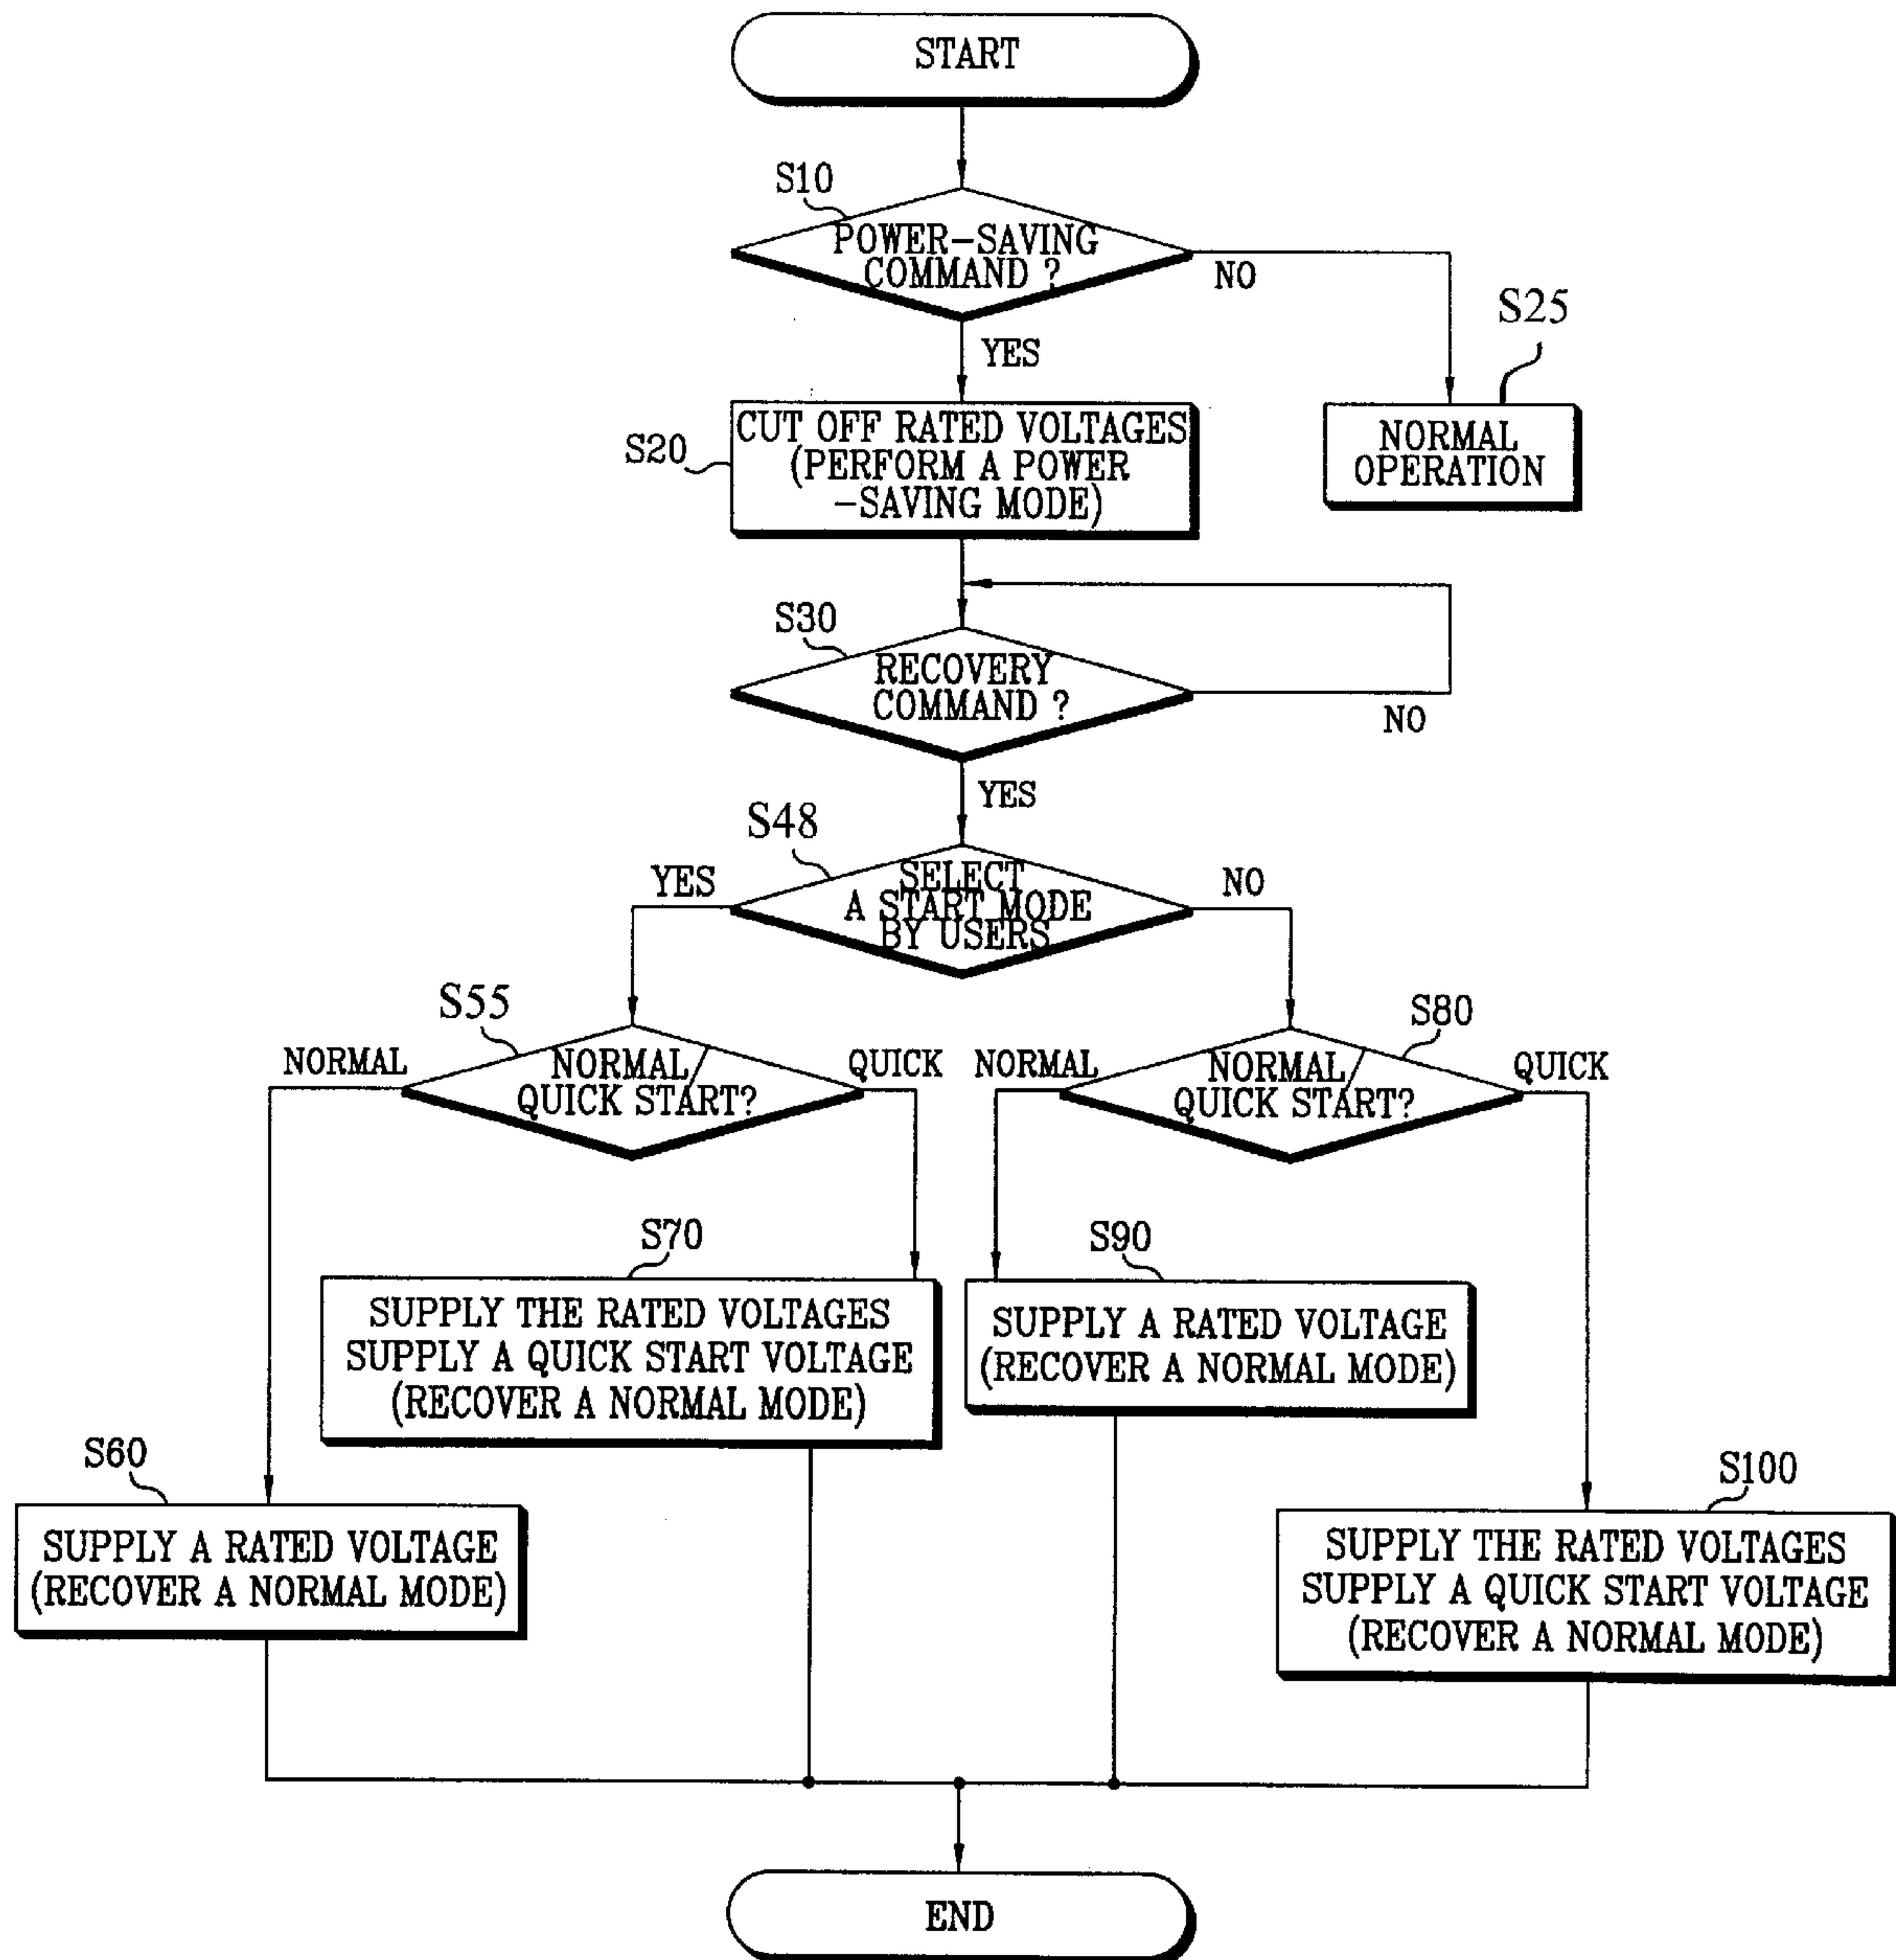 START
S10
POWER-SAVING
COMMAND ?
NO
S25
YES
CUT OFF RATED VOLTAGES
(PERFORM A POWER
-SAVING MODE)
S20
NORMAL
OPERATION
S30
RECOVERY
COMMAND ?
NO
YES
S48
YES
SELECT
A START MODE
BY USERS
NO
S55
S80
NORMAL
NORMAL/
QUICK START?
QUICK
NORMAL
NORMAL/
QUICK START?
QUICK
S70
S90
SUPPLY THE RATED VOLTAGES
SUPPLY A QUICK START VOLTAGE
(RECOVER A NORMAL MODE)
SUPPLY A RATED VOLTAGE
(RECOVER A NORMAL MODE)
S60
S100
SUPPLY A RATED VOLTAGE
(RECOVER A NORMAL MODE)
SUPPLY THE RATED VOLTAGES
SUPPLY A QUICK START VOLTAGE
(RECOVER A NORMAL MODE)
END